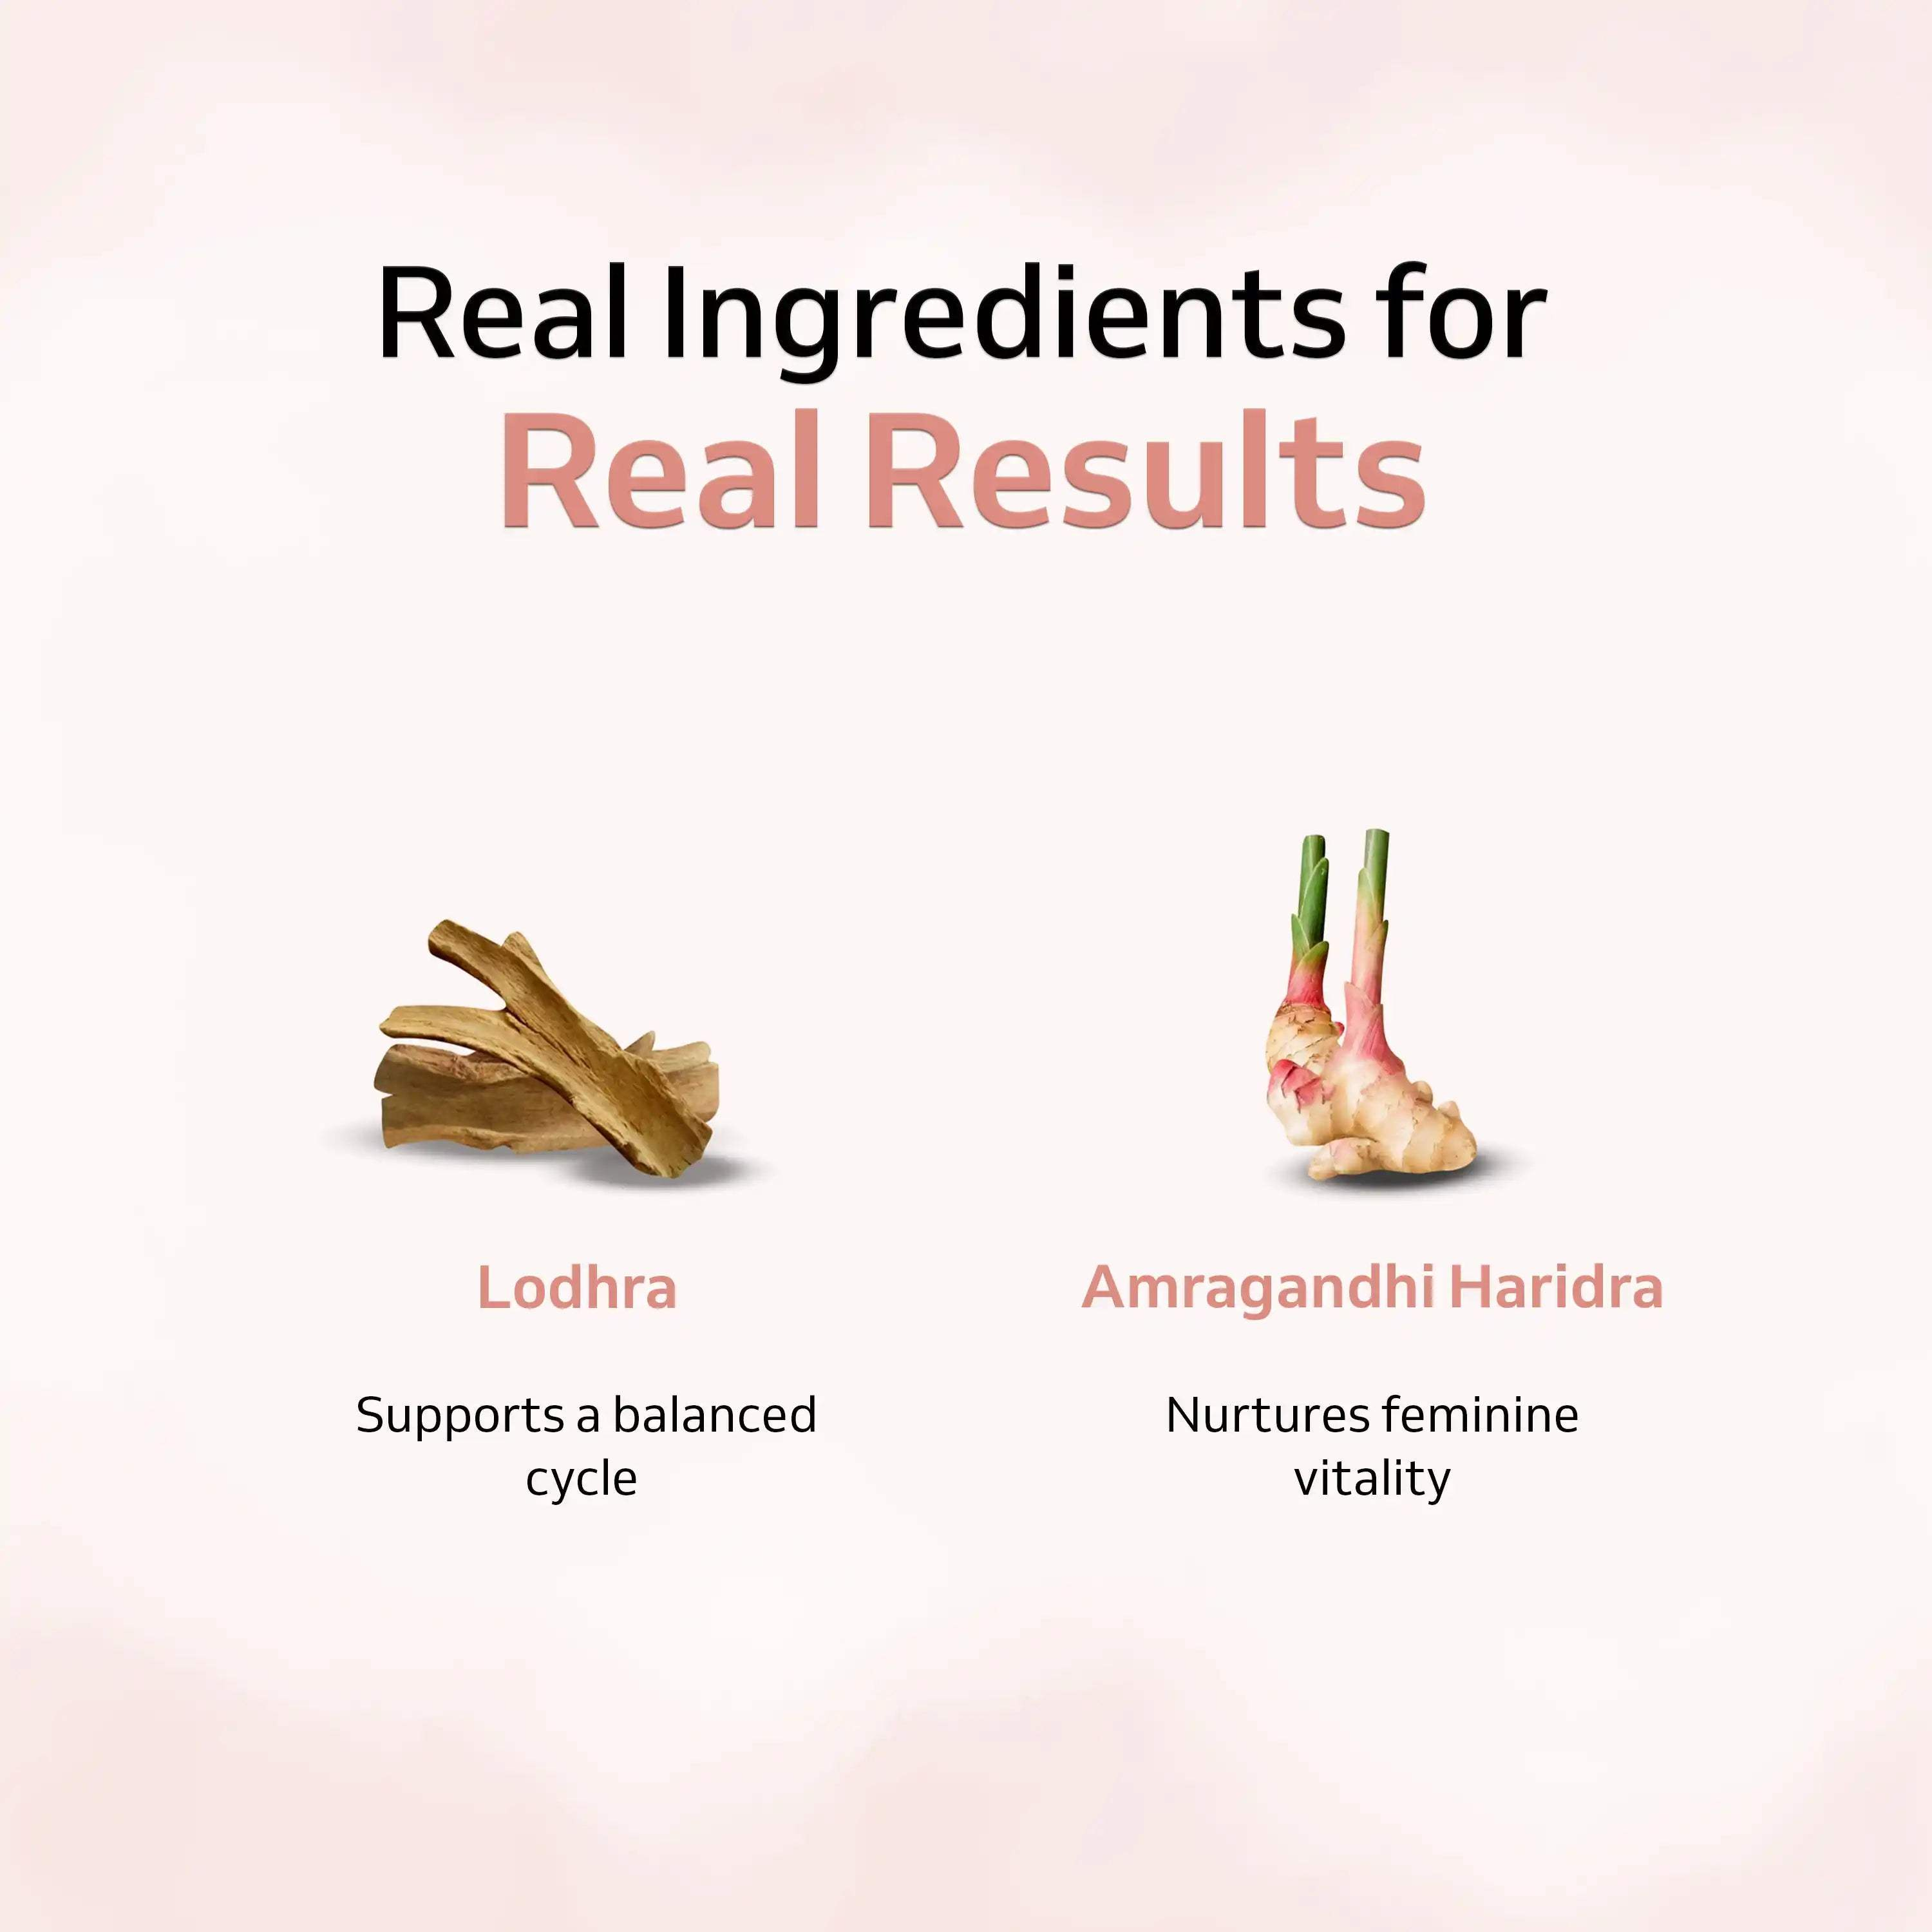 Real Ingredients for
Real Results
Lodhra
Supports a balanced
cycle
Amragandhi Haridra
Nurtures feminine
vitality